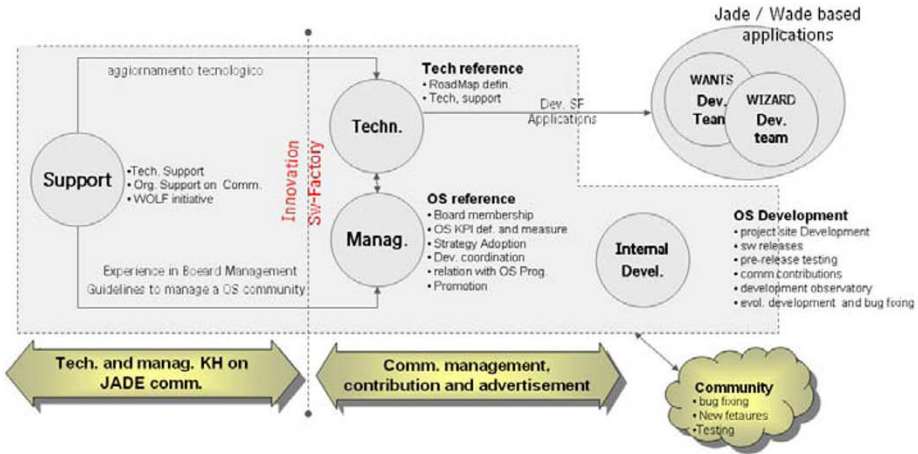 Jade / Wade based
applications
aggiornamento tecnologico
Tech reference
•RoadMap defin.
•Tech, support
WANTS
Dev.
Team
WIZARD
Dev.
team
Techn.
Dev. SF
Applications
Innovation
Sw-Factory
Support
•Tech. Support
•Org. Support on Comm.
•WOLF initiative
OS reference
•Board membership
•OS KPI def. and measure
•Strategy Adoption
•Dev. coordination
•relation with OS Prog.
•Promotion
Manag.
Internal
Devel.
OS Development
•project site Development
•sw releases
•pre-release testing
•comm contributions
•development observatory
•evol. development and bug fixing
Experience in Boeard Management
Guidelines to manage a OS community
Tech. and manag. KH on
JADE comm.
Comm. management,
contribution and advertisement
Community
•bug fixing
•New fetaures
•Testing